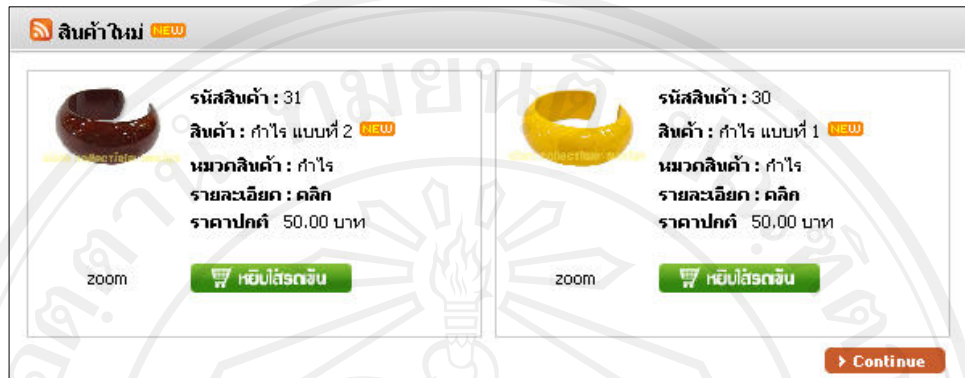 สินค้าใหม่ NEW
รหัสสินค้า : 31
สินค้า : กำไร แบบที่ 2 NEW
หมวดสินค้า : กำไร
รายละเอียด : คลิก
ราคาปกติ 50.00 บาท
zoom
หยิบใส่รถเข็น
รหัสสินค้า : 30
สินค้า : กำไร แบบที่ 1 NEW
หมวดสินค้า : กำไร
รายละเอียด : คลิก
ราคาปกติ 50.00 บาท
zoom
หยิบใส่รถเข็น
Continue